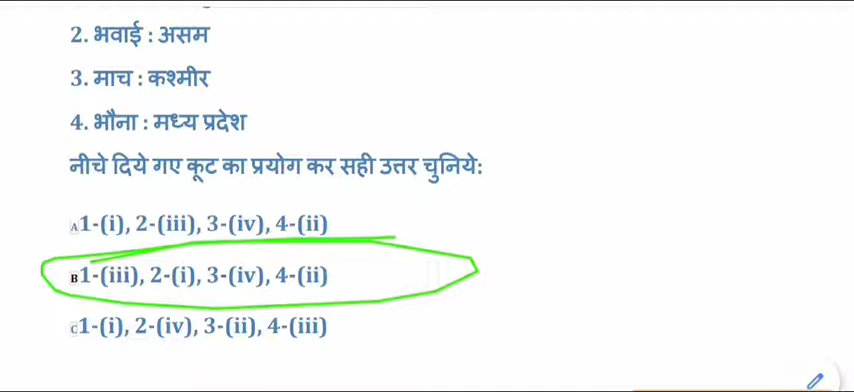 2. भवाई : असम
3. माच : कश्मीर
4. भौना : मध्य प्रदेश
नीचे दिये गए कूट का प्रयोग कर सही उत्तर चुनिये:
A 1-(i), 2-(iii), 3-(iv), 4-(ii)
B 1-(iii), 2-(i), 3-(iv), 4-(ii)
C 1-(i), 2-(iv), 3-(ii), 4-(iii)